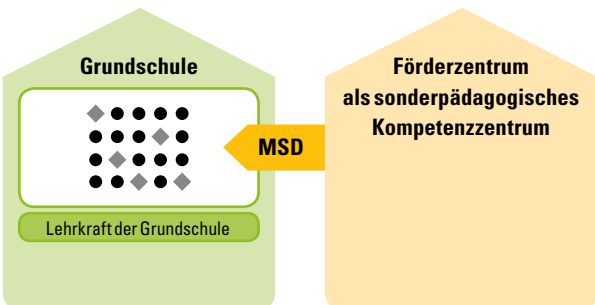 Grundschule
Lehrkraft der Grundschule
MSD
Förderzentrum
als sonderpädagogisches
Kompetenzzentrum